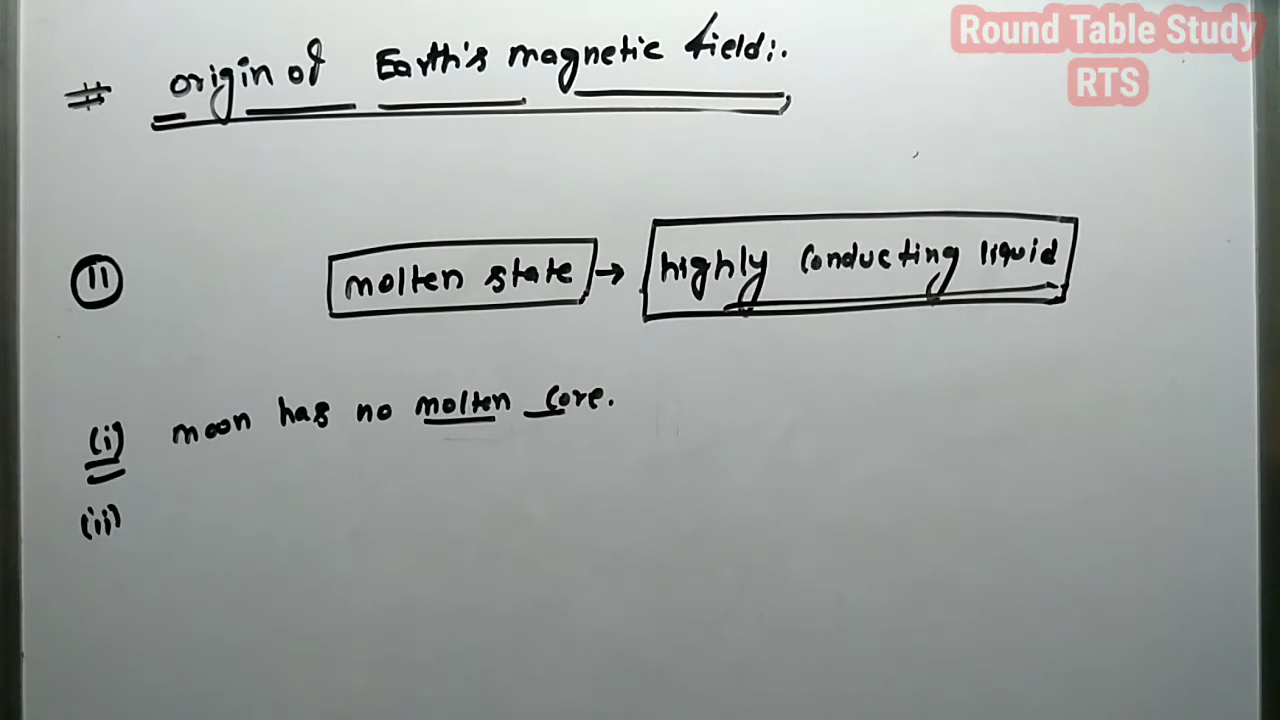 Round Table Study
RTS
# origin of Earth's magnetic field:.
11 molten state → highly conducting liquid
(i) moon has no molten core.
(ii)